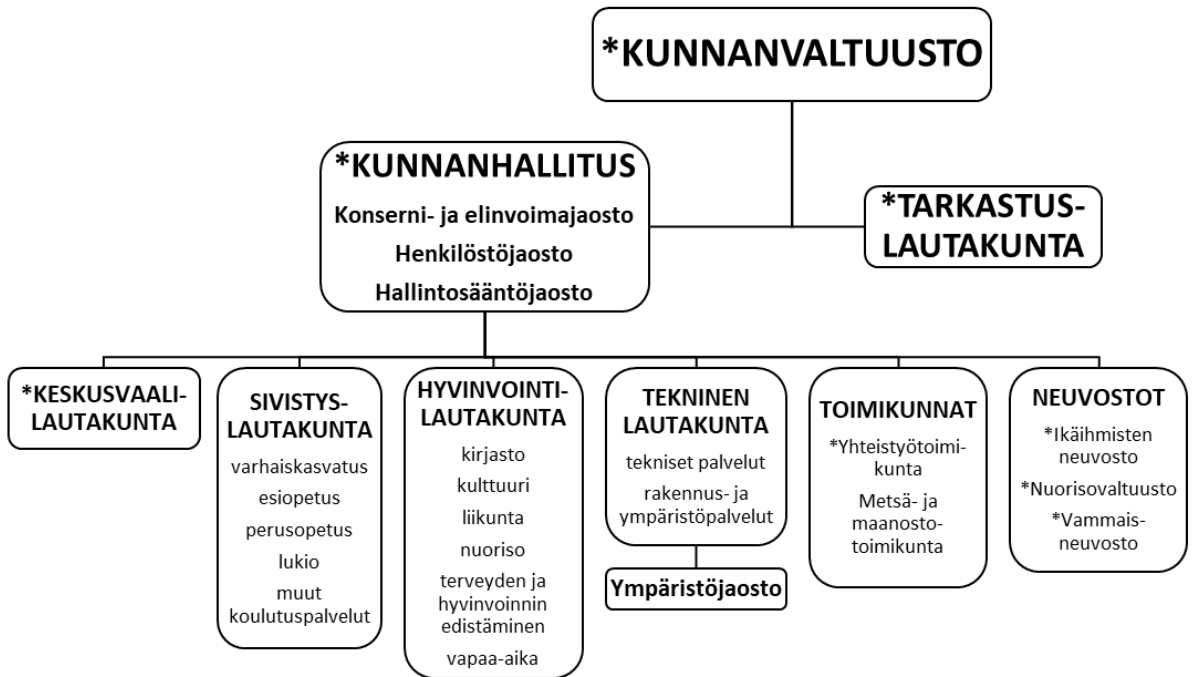 *KUNNANVALTUUSTO
*KUNNANHALLITUS
Konserni- ja elinvoimajaosto
Henkilöstöjaosto
Hallintosääntöjaosto
*TARKASTUS-
LAUTAKUNTA
*KESKUSVAALI-
LAUTAKUNTA
SIVISTYS-
LAUTAKUNTA
varhaiskasvatus
esiopetus
perusopetus
lukio
muut
koulutuspalvelut
HYVINVOINTI-
LAUTAKUNTA
kirjasto
kulttuuri
liikunta
nuoriso
terveyden ja
hyvinvoinnin
edistäminen
vapaa-aika
TEKNINEN
LAUTAKUNTA
tekniset palvelut
rakennus- ja
ympäristöpalvelut
Ympäristöjaosto
TOIMIKUNNAT
*Yhteistyötoimi-
kunta
Metsä- ja
maanosto-
toimikunta
NEUVOSTOT
*Ikäihmisten
neuvosto
*Nuorisovaltuusto
*Vammais-
neuvosto